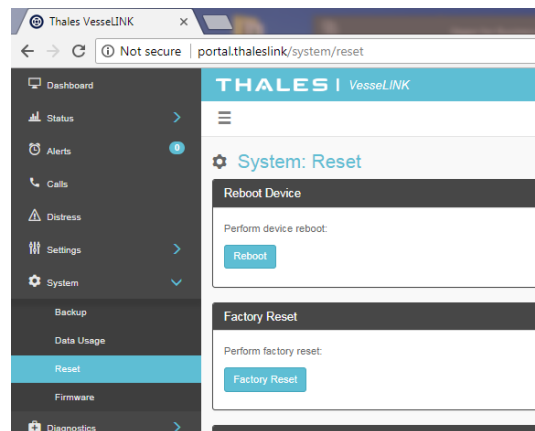 Thales VesseLINK
Not secure
portal.thaleslink/system/reset
Dashboard
Status
Alerts
0
Calls
Distress
Settings
System
Backup
Data Usage
Reset
Firmware
Diagnostics
THALES | VesseLINK
System: Reset
Reboot Device
Perform device reboot:
Reboot
Factory Reset
Perform factory reset:
Factory Reset